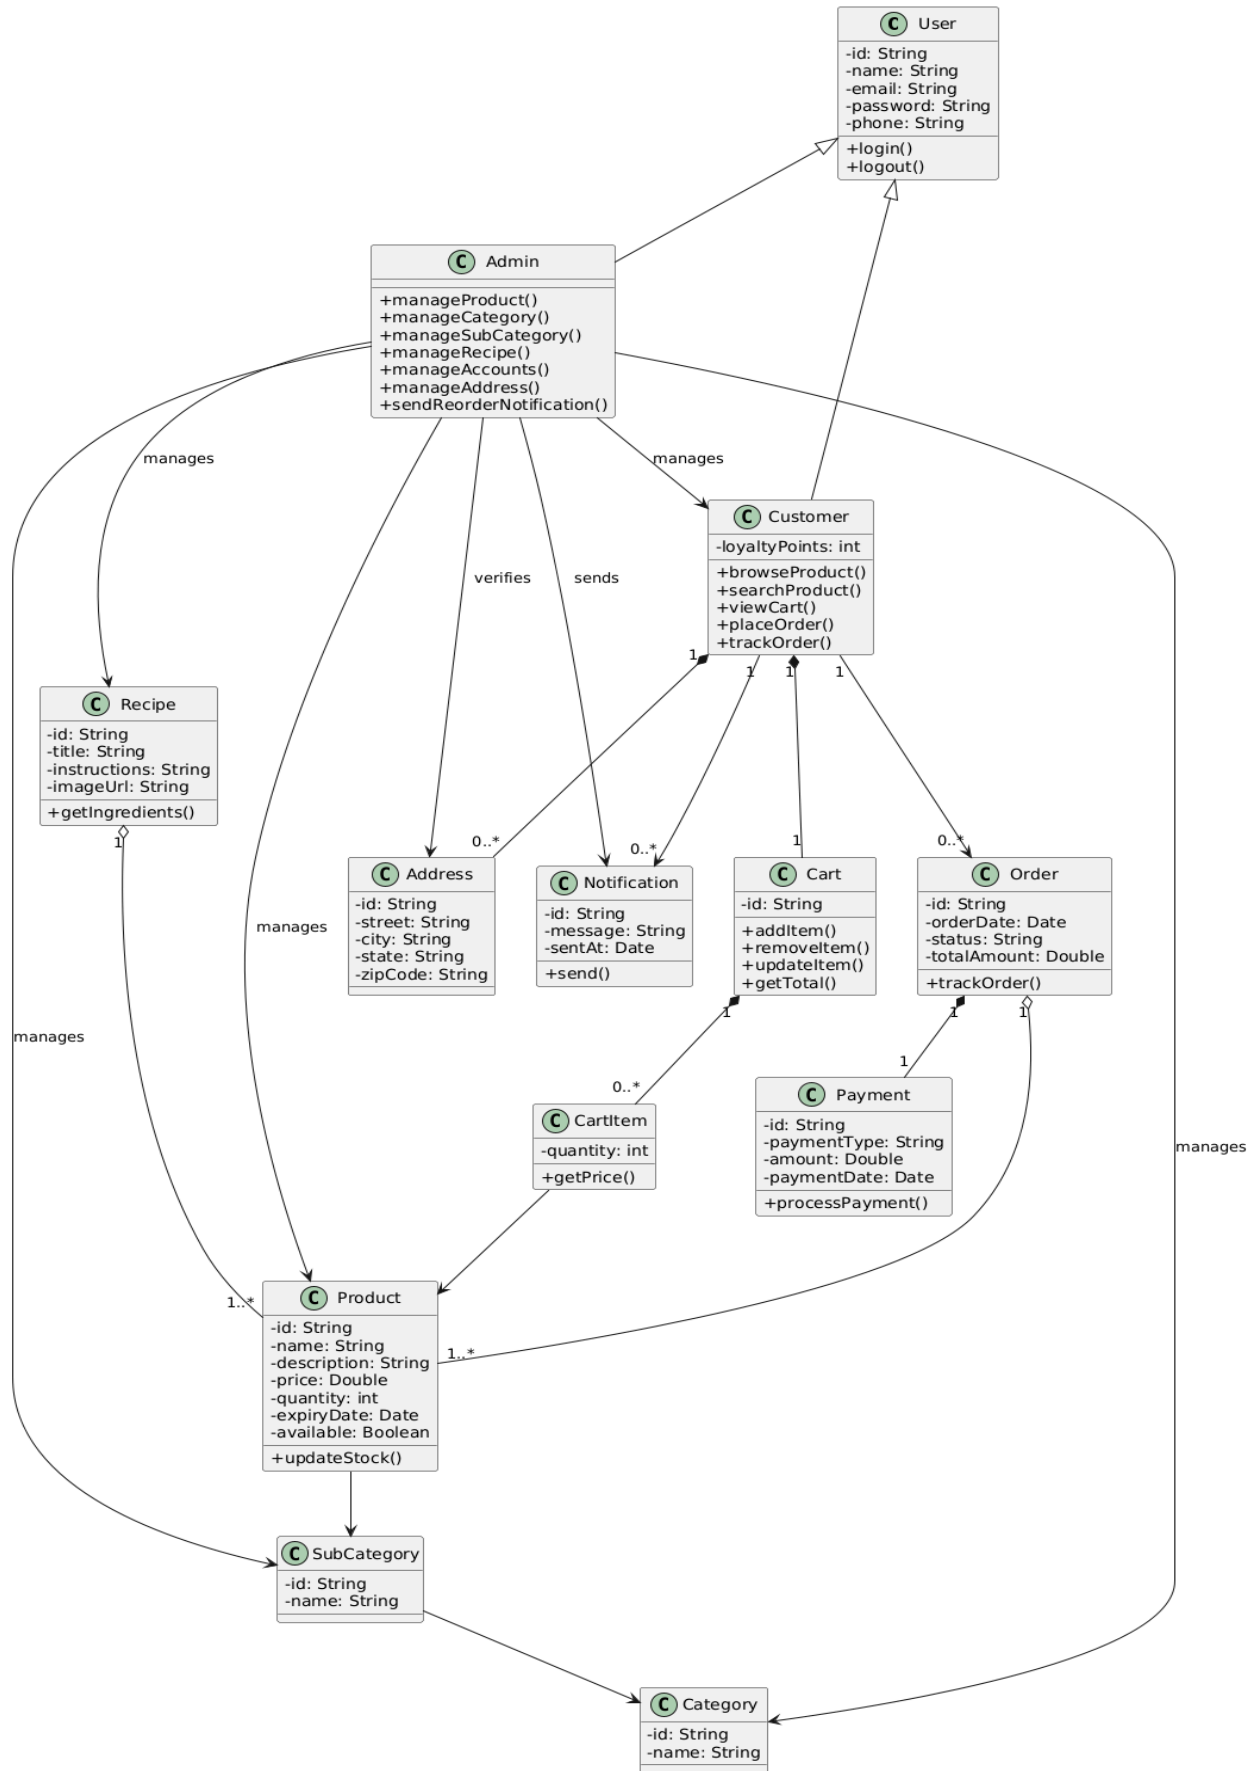 C User
-id: String
-name: String
-email: String
-password: String
-phone: String
+login()
+logout()
C Admin
+manageProduct()
+manageCategory()
+manageSubCategory()
+manageRecipe()
+manageAccounts()
+manageAddress()
+sendReorderNotification()
manages
manages
C Customer
-loyaltyPoints: int
+browseProduct()
+searchProduct()
+viewCart()
+placeOrder()
+trackOrder()
verifies
sends
1
1
1
1
C Recipe
-id: String
-title: String
-instructions: String
-imageUrl: String
+getIngredients()
1
0..*
0..*
1
0..*
C Address
-id: String
-street: String
-city: String
-state: String
-zipCode: String
C Notification
-id: String
-message: String
-sentAt: Date
+send()
C Cart
-id: String
+addItem()
+removeItem()
+updateItem()
+getTotal()
C Order
-id: String
-orderDate: Date
-status: String
-totalAmount: Double
+trackOrder()
manages
manages
1
1
1
0..*
1
C CartItem
-quantity: int
+getPrice()
C Payment
-id: String
-paymentType: String
-amount: Double
-paymentDate: Date
+processPayment()
manages
1..*
1..*
C Product
-id: String
-name: String
-description: String
-price: Double
-quantity: int
-expiryDate: Date
-available: Boolean
+updateStock()
C SubCategory
-id: String
-name: String
C Category
-id: String
-name: String